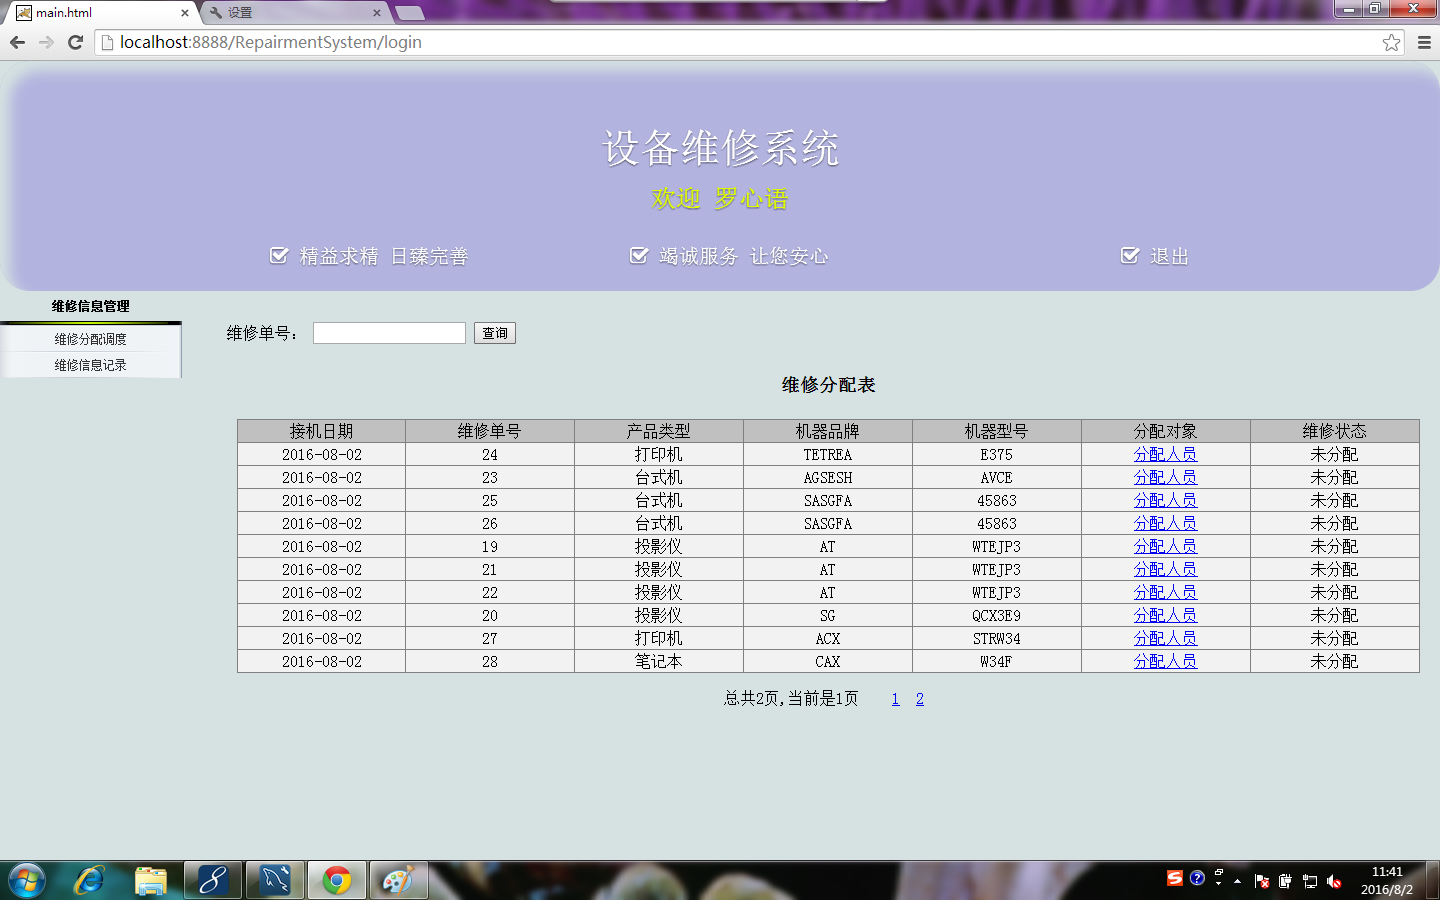 main.html
设置
localhost:8888/RepairmentSystem/login
设备维修系统
欢迎 罗心语
精益求精 日臻完善
竭诚服务 让您安心
退出
维修信息管理
维修分配调度
维修信息记录
维修单号： 查询
维修分配表
接机日期 维修单号 产品类型 机器品牌 机器型号 分配对象 维修状态
2016-08-02 24 打印机 TETREA E375 分配人员 未分配
2016-08-02 23 台式机 AGSESH AVCE 分配人员 未分配
2016-08-02 25 台式机 SASGFA 45863 分配人员 未分配
2016-08-02 26 台式机 SASGFA 45863 分配人员 未分配
2016-08-02 19 投影仪 AT WTEJP3 分配人员 未分配
2016-08-02 21 投影仪 AT WTEJP3 分配人员 未分配
2016-08-02 22 投影仪 AT WTEJP3 分配人员 未分配
2016-08-02 20 投影仪 SG QCX3E9 分配人员 未分配
2016-08-02 27 打印机 ACX STRW34 分配人员 未分配
2016-08-02 28 笔记本 CAX W34F 分配人员 未分配
总共2页,当前是1页 1 2
11:41
2016/8/2